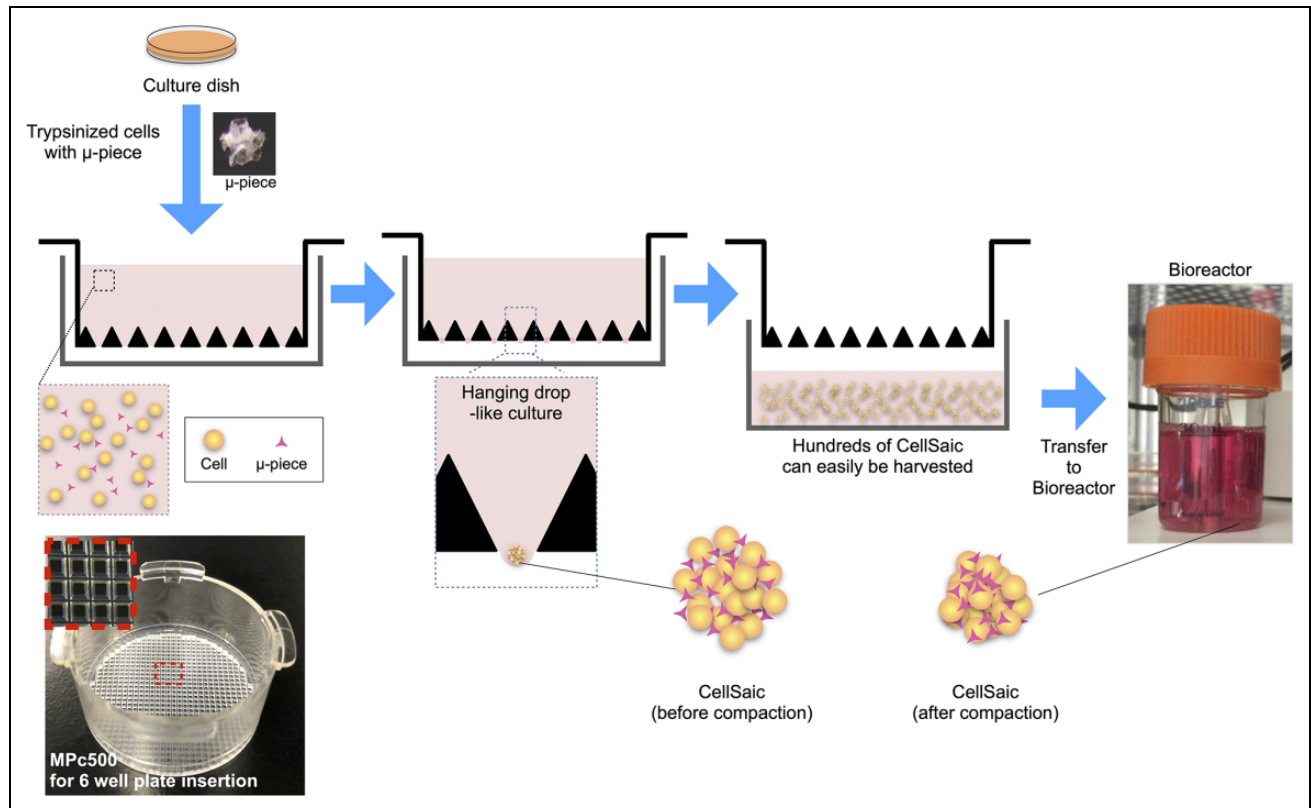 Culture dish
Trypsinized cells
with μ-piece
μ-piece
Bioreactor
Hanging drop
-like culture
Cell
μ-piece
Hundreds of CellSaic
can easily be harvested
Transfer
to
Bioreactor
CellSaic
(before compaction)
CellSaic
(after compaction)
MPc500
for 6 well plate insertion